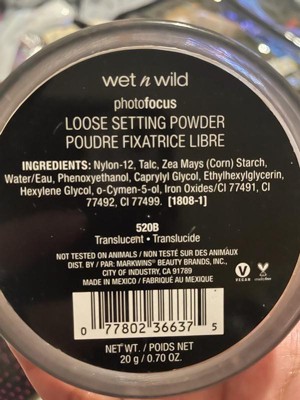 wet n wild
photofocus
LOOSE SETTING POWDER
POUDRE FIXATRICE LIBRE
INGREDIENTS: Nylon-12, Talc, Zea Mays (Corn) Starch,
Water/Eau, Phenoxyethanol, Caprylyl Glycol, Ethylhexylglycerin,
Hexylene Glycol, o-Cymen-5-ol, Iron Oxides/CI 77491, CI
77492, CI 77499. [1808-1]
520B
Translucent • Translucide
NOT TESTED ON ANIMALS / NON TESTÉ SUR DES ANIMAUX
DIST. BY / PAR: MARKWINS® BEAUTY BRANDS, INC.,
CITY OF INDUSTRY, CA 91789
MADE IN MEXICO / FABRIQUÉ AU MEXIQUE
V
VEGAN
0 77802 36637 5
NET WT. / POIDS NET
20 g / 0.70 OZ.